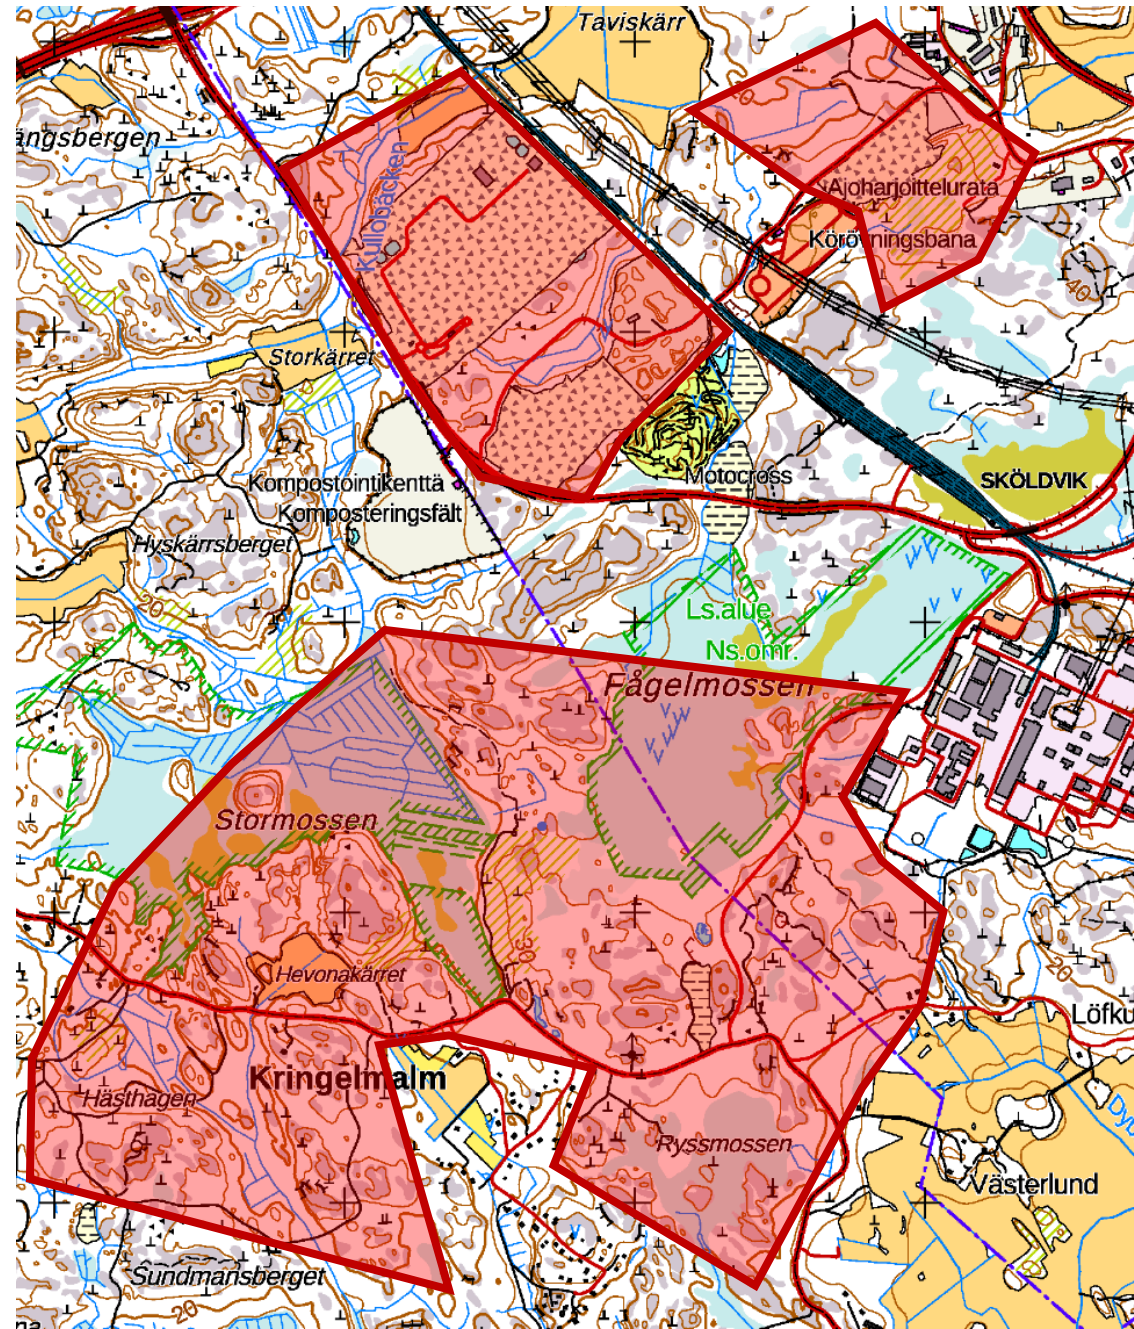 Taviskärr
ängsbergen
Kullobäcken
Ajoharjoittelurata
Körövningsbana
40
Storkärret
Motocross
SKÖLDVIK
Kompostointikenttä
Komposteringsfält
Hyskärrsberget
20
Ls.alue
Ns.omr.
Fågelmossen
Stormossen
30
20
Hevonakärret
Löfku
Kringelmalm
Hästhagen
Ryssmossen
Västerlund
Sundmansberget
20